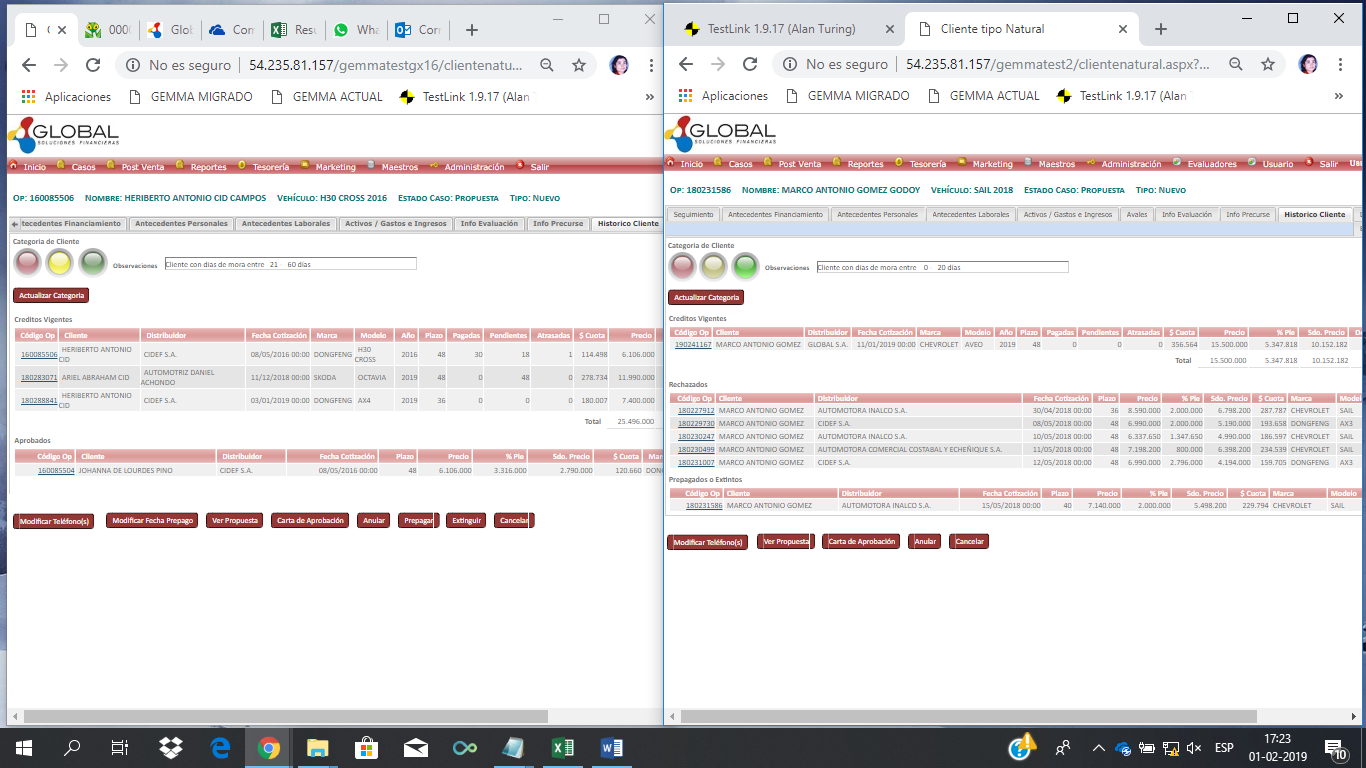 000
Glo
Con
Resu
Wha
Corr
No es seguro | 54.235.81.157/gemmatestgx16/clientenatu...
Aplicaciones GEMMA MIGRADO GEMMA ACTUAL TestLink 1.9.17 (Alan
»
GLOBAL
SOLUCIONES FINANCIERAS
Inicio Casos Post Venta Reportes Tesorería Marketing Maestros Administración Salir
Op: 160085506 Nombre: HERIBERTO ANTONIO CID CAMPOS Vehículo: H30 CROSS 2016 Estado Caso: Propuesta Tipo: Nuevo
tecedentes Financiamiento Antecedentes Personales Antecedentes Laborales Activos / Gastos e Ingresos Info Evaluación Info Precurse Historico Cliente
Categoria de Cliente
Observaciones Cliente con dias de mora entre 21 60 dias
Actualizar Categoria
Creditos Vigentes
Código Op Cliente Distribuidor Fecha Cotización Marca Modelo Año Plazo Pagadas Pendientes Atrasadas $ Cuota Precio
160085506 HERIBERTO ANTONIO CID CIDEF S.A. 08/05/2016 00:00 DONGFENG H30 CROSS 2016 48 30 18 1 114.498 6.106.000
180283071 ARIEL ABRAHAM CID AUTOMOTRIZ DANIEL ACHONDO 11/12/2018 00:00 SKODA OCTAVIA 2019 48 0 48 0 278.734 11.990.000
180288841 HERIBERTO ANTONIO CID CIDEF S.A. 03/01/2019 00:00 DONGFENG AX4 2019 36 0 0 0 180.007 7.400.000
Total 25.496.000
Aprobados
Código Op Cliente Distribuidor Fecha Cotización Plazo Precio % Pie Sdo. Precio $ Cuota Mar
160085504 JOHANNA DE LOURDES PINO CIDEF S.A. 08/05/2016 00:00 48 6.106.000 3.316.000 2.790.000 120.660 DON
Modificar Teléfono(s) Modificar Fecha Prepago Ver Propuesta Carta de Aprobación Anular Prepagar Extinguir Cancelar
TestLink 1.9.17 (Alan Turing) Cliente tipo Natural
No es seguro | 54.235.81.157/gemmatest2/clientenatural.aspx?...
Aplicaciones GEMMA MIGRADO GEMMA ACTUAL TestLink 1.9.17 (Alan
»
GLOBAL
SOLUCIONES FINANCIERAS
Inicio Casos Post Venta Reportes Tesorería Marketing Maestros Administración Evaluadores Usuario Salir
Op: 180231586 Nombre: MARCO ANTONIO GOMEZ GODOY Vehículo: SAIL 2018 Estado Caso: Propuesta Tipo: Nuevo
Seguimiento Antecedentes Financiamiento Antecedentes Personales Antecedentes Laborales Activos / Gastos e Ingresos Avales Info Evaluación Info Precurse Historico Cliente
Categoria de Cliente
Observaciones Cliente con dias de mora entre 0 20 dias
Actualizar Categoria
Creditos Vigentes
Código Op Cliente Distribuidor Fecha Cotización Marca Modelo Año Plazo Pagadas Pendientes Atrasadas $ Cuota Precio % Pie Sdo. Precio
190241167 MARCO ANTONIO GOMEZ GLOBAL S.A. 11/01/2019 00:00 CHEVROLET AVEO 2019 48 0 0 0 356.564 15.500.000 5.347.818 10.152.182
Total 15.500.000 5.347.818 10.152.182
Rechazados
Código Op Cliente Distribuidor Fecha Cotización Plazo Precio % Pie Sdo. Precio $ Cuota Marca Model
180227912 MARCO ANTONIO GOMEZ AUTOMOTORA INALCO S.A. 30/04/2018 00:00 36 8.590.000 2.000.000 6.798.200 287.787 CHEVROLET SAIL
180229730 MARCO ANTONIO GOMEZ CIDEF S.A. 08/05/2018 00:00 48 6.990.000 2.000.000 5.190.000 193.658 DONGFENG AX3
180230247 MARCO ANTONIO GOMEZ AUTOMOTORA INALCO S.A. 10/05/2018 00:00 48 6.337.650 1.347.650 4.990.000 186.597 CHEVROLET SAIL
180230499 MARCO ANTONIO GOMEZ AUTOMOTORA COMERCIAL COSTABAL Y ECHEÑIQUE S.A. 11/05/2018 00:00 48 7.198.200 800.000 6.398.200 234.539 CHEVROLET SAIL
180231007 MARCO ANTONIO GOMEZ CIDEF S.A. 12/05/2018 00:00 48 6.990.000 2.796.000 4.194.000 159.705 DONGFENG AX3
Prepagados o Extintos
Código Op Cliente Distribuidor Fecha Cotización Plazo Precio % Pie Sdo. Precio $ Cuota Marca Modelo
180231586 MARCO ANTONIO GOMEZ AUTOMOTORA INALCO S.A. 15/05/2018 00:00 40 7.140.000 2.000.000 5.498.200 229.794 CHEVROLET SAIL
Modificar Teléfono(s) Ver Propuesta Carta de Aprobación Anular Cancelar
ESP
17:23
01-02-2019
10